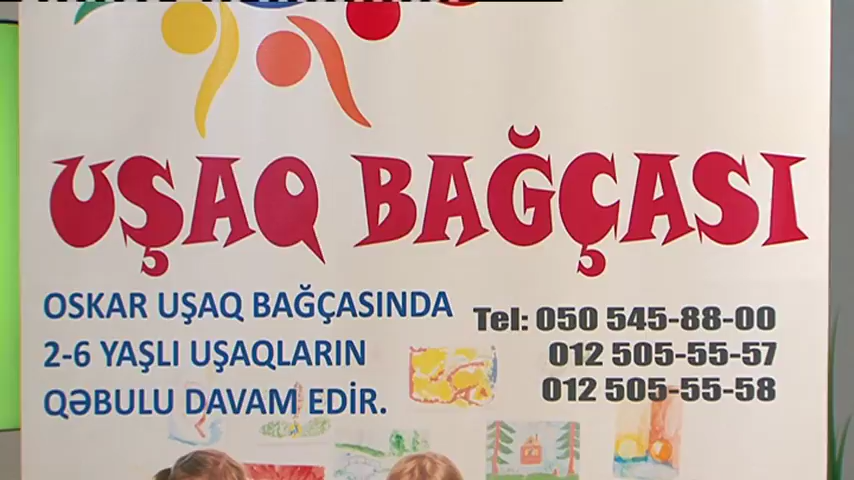 UŞAQ BAĞÇASI
OSKAR UŞAQ BAĞÇASINDA
2-6 YAŞLI UŞAQLARIN
QƏBULU DAVAM EDİR.
Tel: 050 545-88-00
012 505-55-57
012 505-55-58